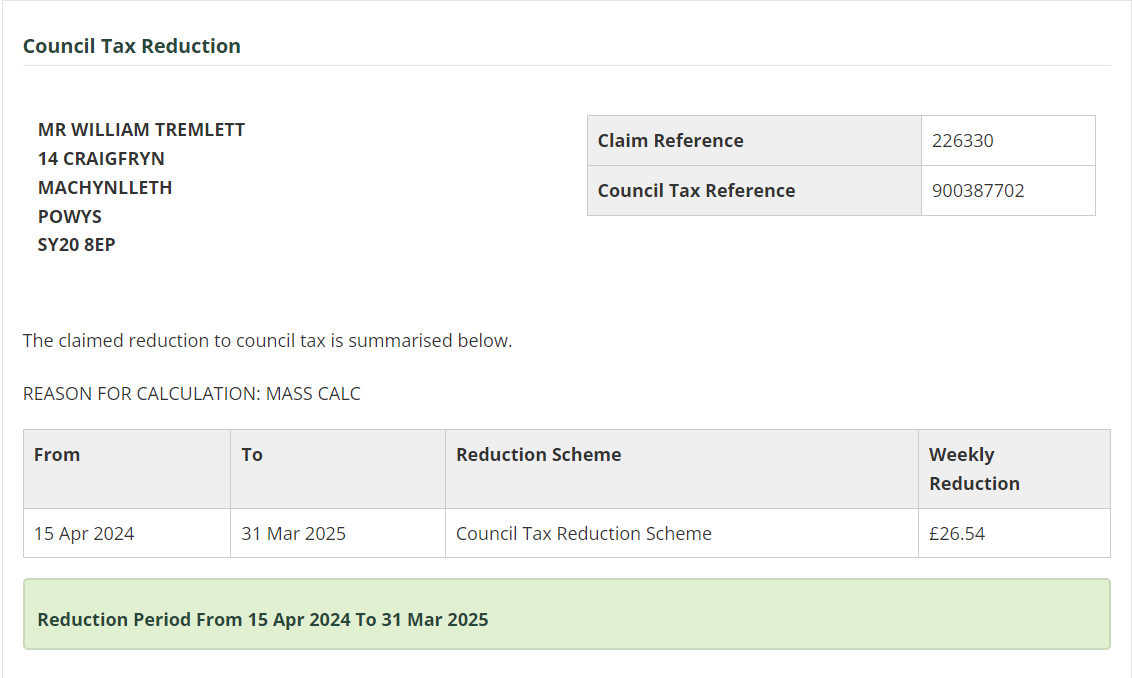 Council Tax Reduction
MR WILLIAM TREMLETT
14 CRAIGFRYN
MACHYNLLETH
POWYS
SY20 8EP
Claim Reference 226330
Council Tax Reference 900387702
The claimed reduction to council tax is summarised below.
REASON FOR CALCULATION: MASS CALC
From To Reduction Scheme Weekly
Reduction
15 Apr 2024 31 Mar 2025 Council Tax Reduction Scheme £26.54
Reduction Period From 15 Apr 2024 To 31 Mar 2025